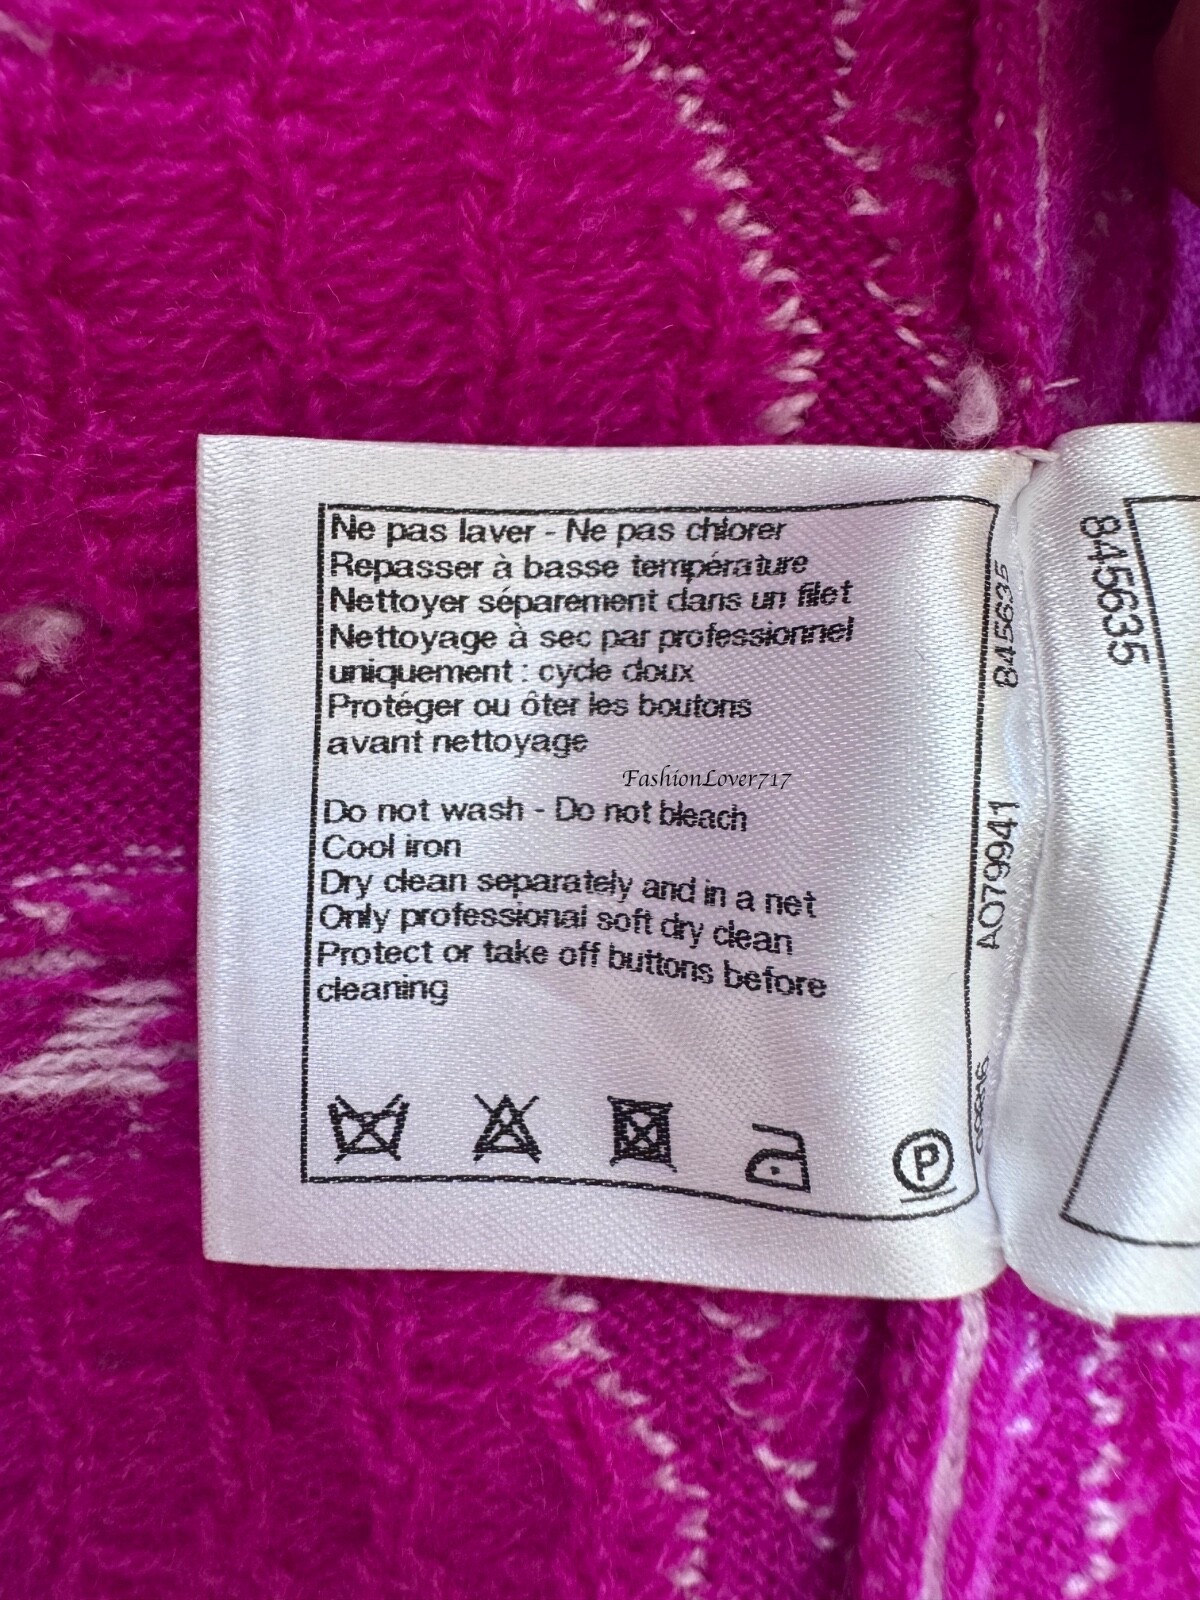 Ne pas laver - Ne pas chlorer
Repasser à basse température
Nettoyer séparement dans un filet
Nettoyage à sec par professionnel
uniquement : cycle doux
Protéger ou ôter les boutons
avant nettoyage
FashionLover717
Do not wash - Do not bleach
Cool iron
Dry clean separately and in a net
Only professional soft dry clean
Protect or take off buttons before
cleaning
P
845635
A079941
845635